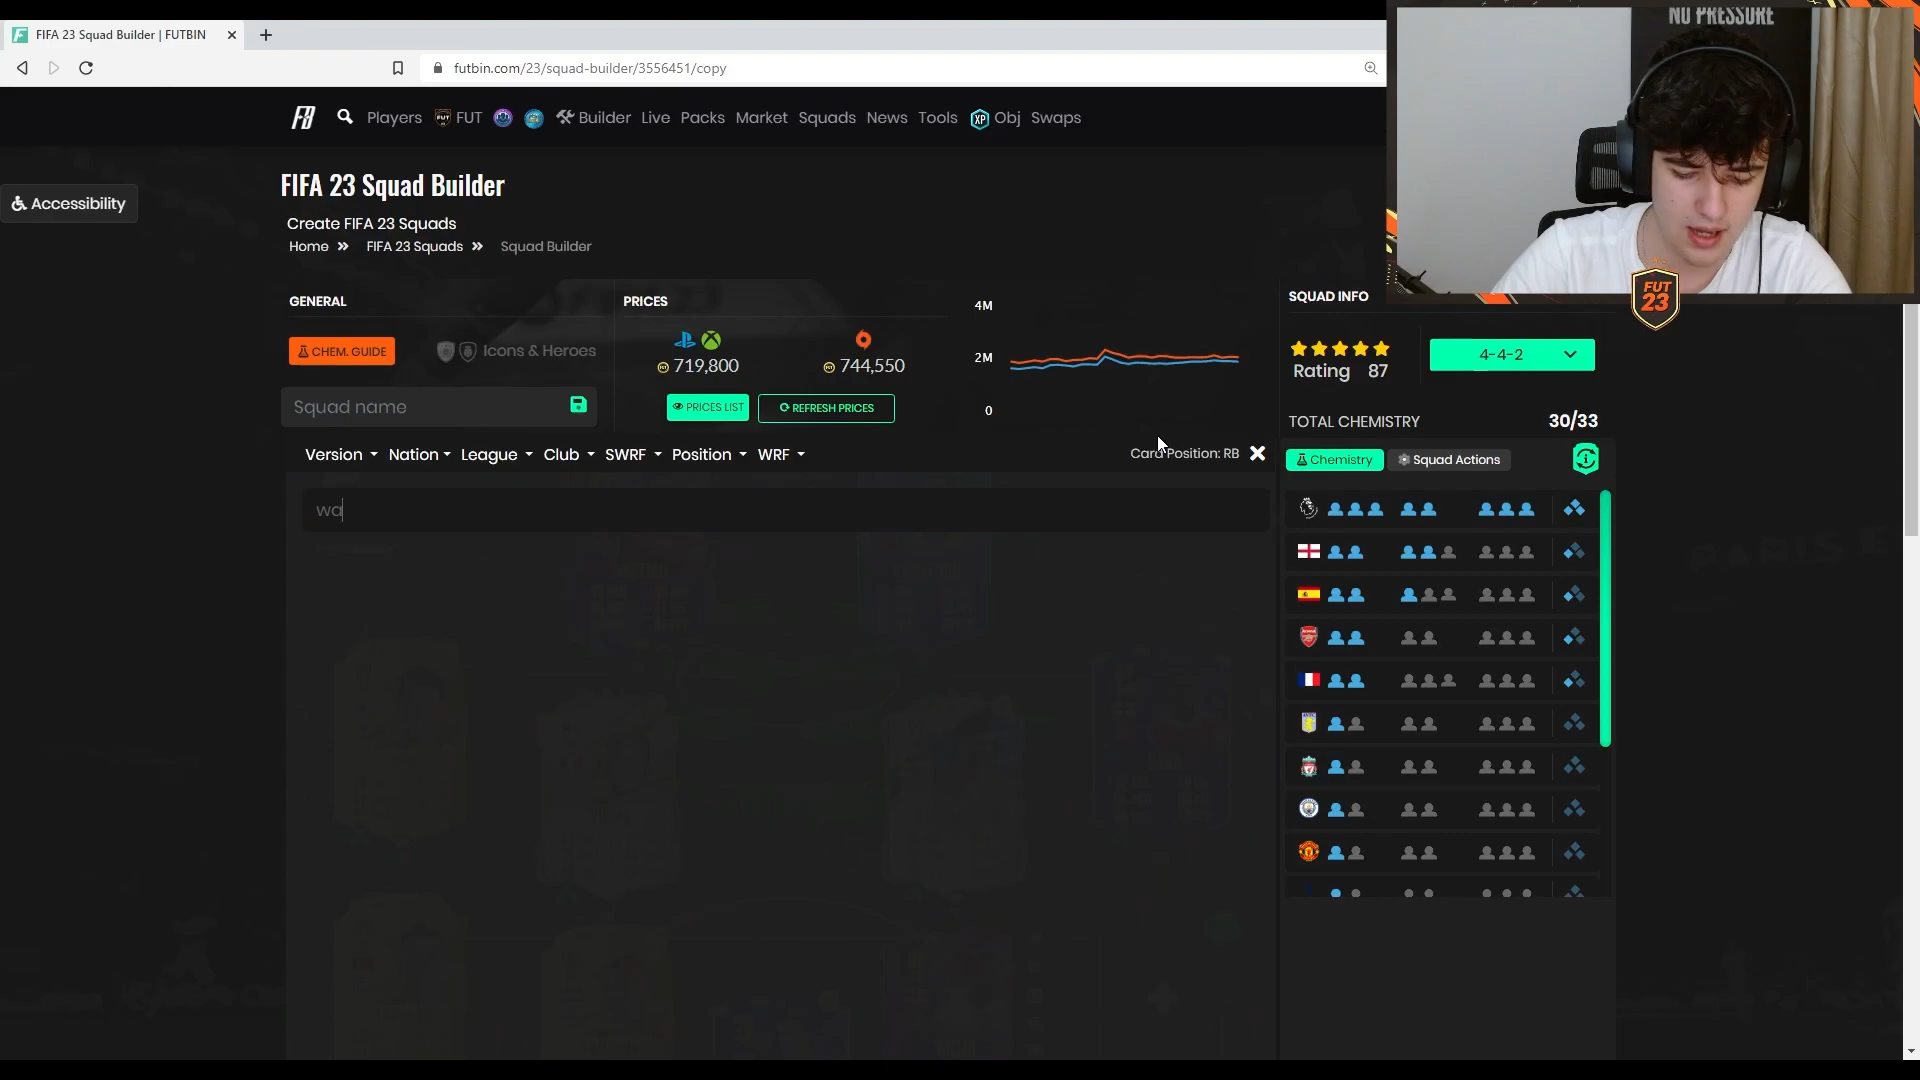 NO PRESSURE
FIFA 23 Squad Builder | FUTBIN
futbin.com/23/squad-builder/3556451/copy
Players FUT Builder Live Packs Market Squads News Tools XP Obj Swaps
FIFA 23 Squad Builder
Accessibility
Create FIFA 23 Squads
Home » FIFA 23 Squads » Squad Builder
GENERAL
PRICES
4M
2M
0
SQUAD INFO
FUT
23
CHEM. GUIDE
Icons & Heroes
719,800
744,550
Rating 87
4-4-2
Squad name
PRICES LIST
REFRESH PRICES
TOTAL CHEMISTRY 30/33
Version Nation League Club SWRF Position WRF
Card Position: RB
Chemistry
Squad Actions
wa